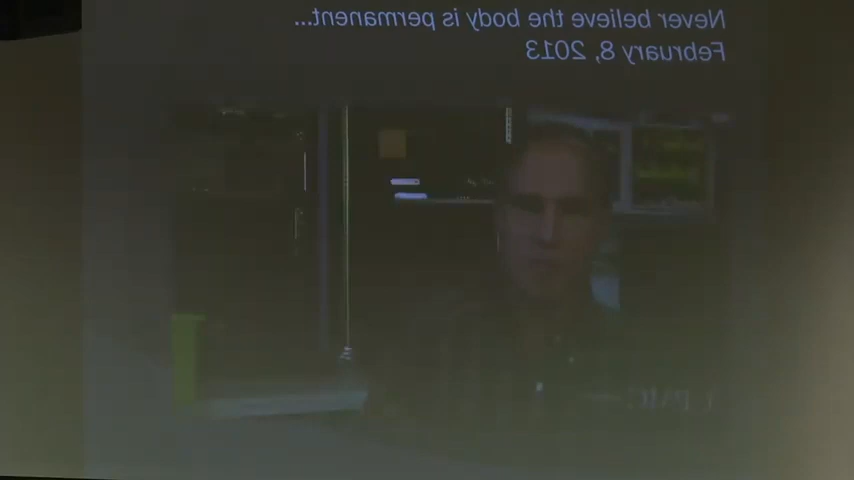 Never believe the body is permanent...
February 8, 2013